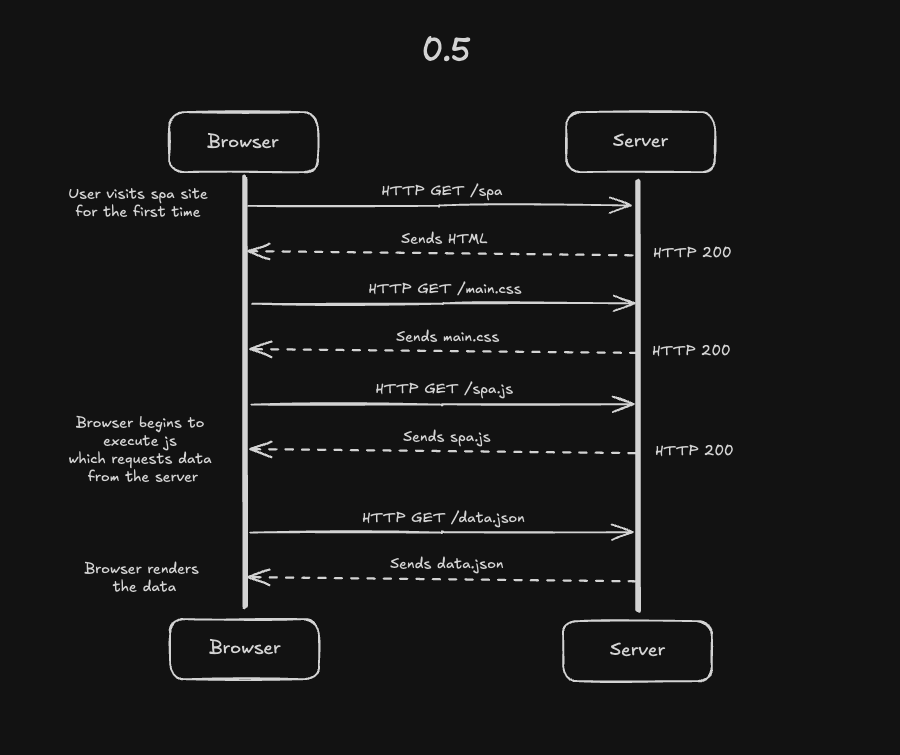 0.5
Browser
Server
User visits spa site
for the first time
HTTP GET /spa
Sends HTML
HTTP 200
HTTP GET /main.css
Sends main.css
HTTP 200
HTTP GET /spa.js
Browser begins to
execute js
which requests data
from the server
Sends spa.js
HTTP 200
HTTP GET /data.json
Sends data.json
Browser renders
the data
Browser
Server